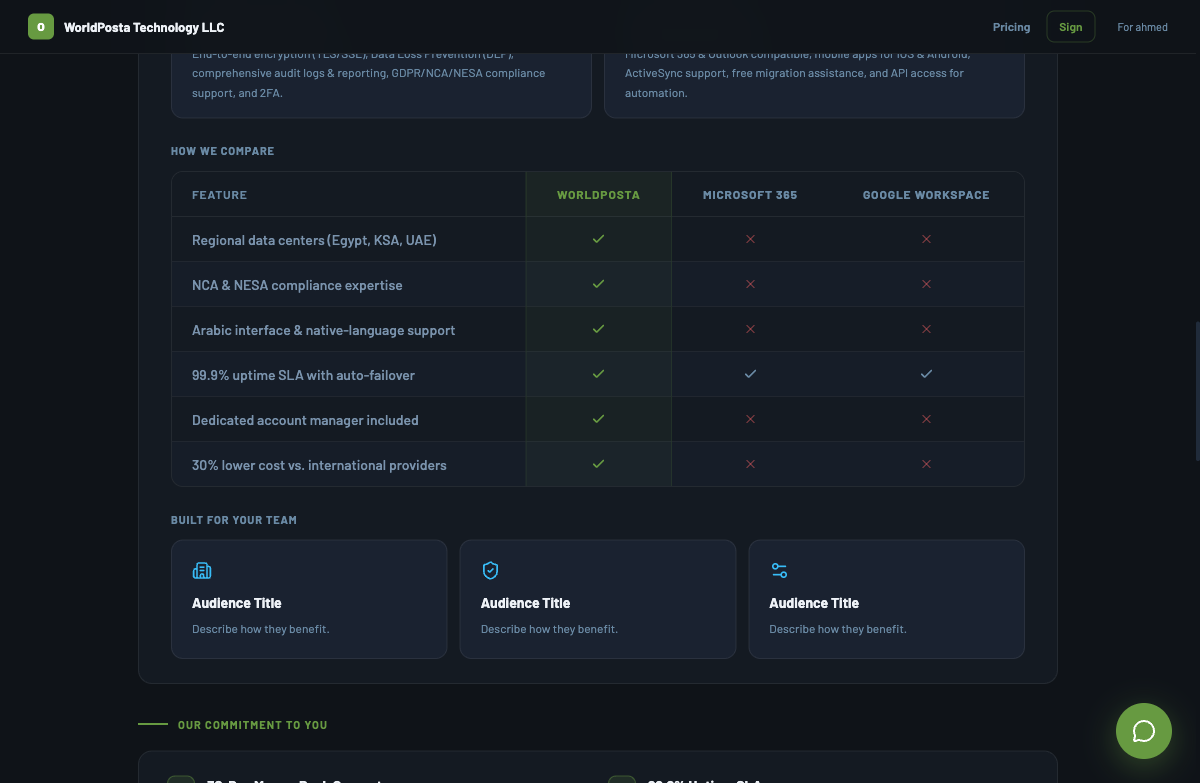 O WorldPosta Technology LLC
Pricing
Sign
For ahmed
End-to-end encryption (TLS/SSL), Data Loss Prevention (DLP),
comprehensive audit logs & reporting, GDPR/NCA/NESA compliance
support, and 2FA.
Microsoft 365 & Outlook compatible, mobile apps for iOS & Android,
ActiveSync support, free migration assistance, and API access for
automation.
HOW WE COMPARE
FEATURE WORLDPOSTA MICROSOFT 365 GOOGLE WORKSPACE
Regional data centers (Egypt, KSA, UAE)
NCA & NESA compliance expertise
Arabic interface & native-language support
99.9% uptime SLA with auto-failover
Dedicated account manager included
30% lower cost vs. international providers
BUILT FOR YOUR TEAM
Audience Title
Describe how they benefit.
Audience Title
Describe how they benefit.
Audience Title
Describe how they benefit.
OUR COMMITMENT TO YOU